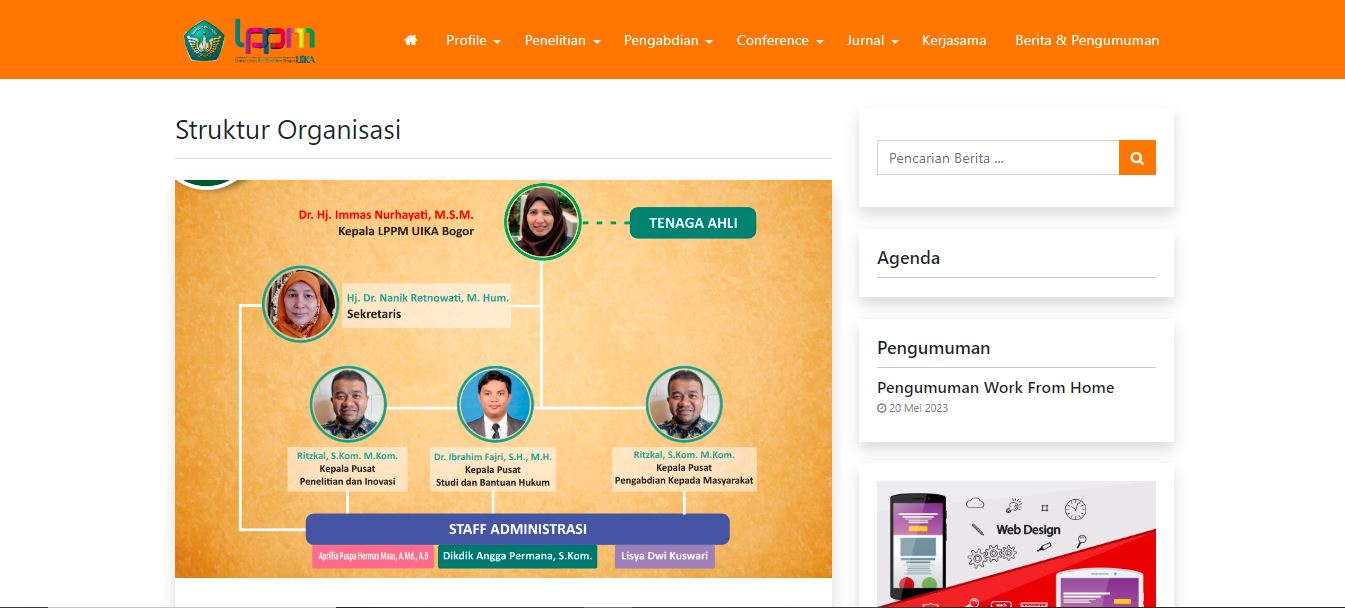 lppm
UIKA
Profile
Penelitian
Pengabdian
Conference
Jurnal
Kerjasama
Berita & Pengumuman
Struktur Organisasi
Dr. Hj. Immas Nurhayati, M.S.M.
Kepala LPPM UIKA Bogor
TENAGA AHLI
Hj. Dr. Nanik Retnowati, M. Hum.
Sekretaris
Ritzkal, S.Kom. M.Kom.
Kepala Pusat
Penelitian dan Inovasi
Dr. Ibrahim Fajri, S.H., M.H.
Kepala Pusat
Studi dan Bantuan Hukum
Ritzkal, S.Kom. M.Kom.
Kepala Pusat
Pengabdian Kepada Masyarakat
STAFF ADMINISTRASI
Aprillia Puspa Hermas Maas, A.Md., A.B
Dikdik Angga Permana, S.Kom.
Lisya Dwi Kuswari
Pencarian Berita ...
Agenda
Pengumuman
Pengumuman Work From Home
20 Mei 2023
Web Design